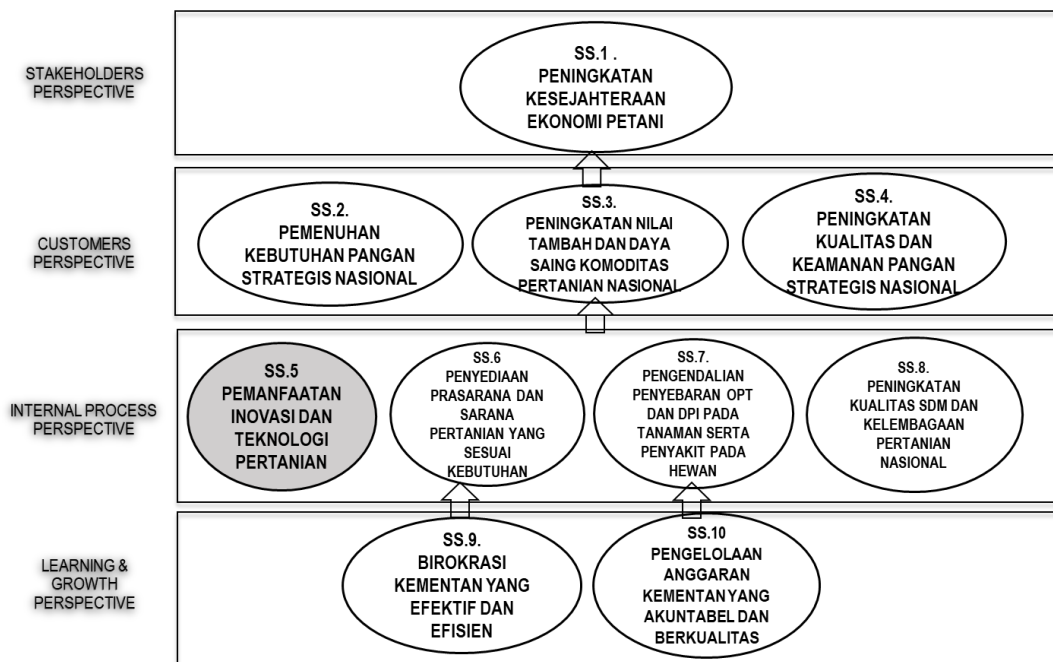 STAKEHOLDERS
PERSPECTIVE
SS.1 .
PENINGKATAN
KESEJAHTERAAN
EKONOMI PETANI
CUSTOMERS
PERSPECTIVE
SS.2.
PEMENUHAN
KEBUTUHAN PANGAN
STRATEGIS NASIONAL
SS.3.
PENINGKATAN NILAI
TAMBAH DAN DAYA
SAING KOMODITAS
PERTANIAN NASIONAL
SS.4.
PENINGKATAN
KUALITAS DAN
KEAMANAN PANGAN
STRATEGIS NASIONAL
INTERNAL PROCESS
PERSPECTIVE
SS.5
PEMANFAATAN
INOVASI DAN
TEKNOLOGI
PERTANIAN
SS.6
PENYEDIAAN
PRASARANA DAN
SARANA
PERTANIAN YANG
SESUAI
KEBUTUHAN
SS.7.
PENGENDALIAN
PENYEBARAN OPT
DAN DPI PADA
TANAMAN SERTA
PENYAKIT PADA
HEWAN
SS.8.
PENINGKATAN
KUALITAS SDM DAN
KELEMBAGAAN
PERTANIAN
NASIONAL
LEARNING &
GROWTH
PERSPECTIVE
SS.9.
BIROKRASI
KEMENTAN YANG
EFEKTIF DAN
EFISIEN
SS.10
PENGELOLAAN
ANGGARAN
KEMENTAN YANG
AKUNTABEL DAN
BERKUALITAS